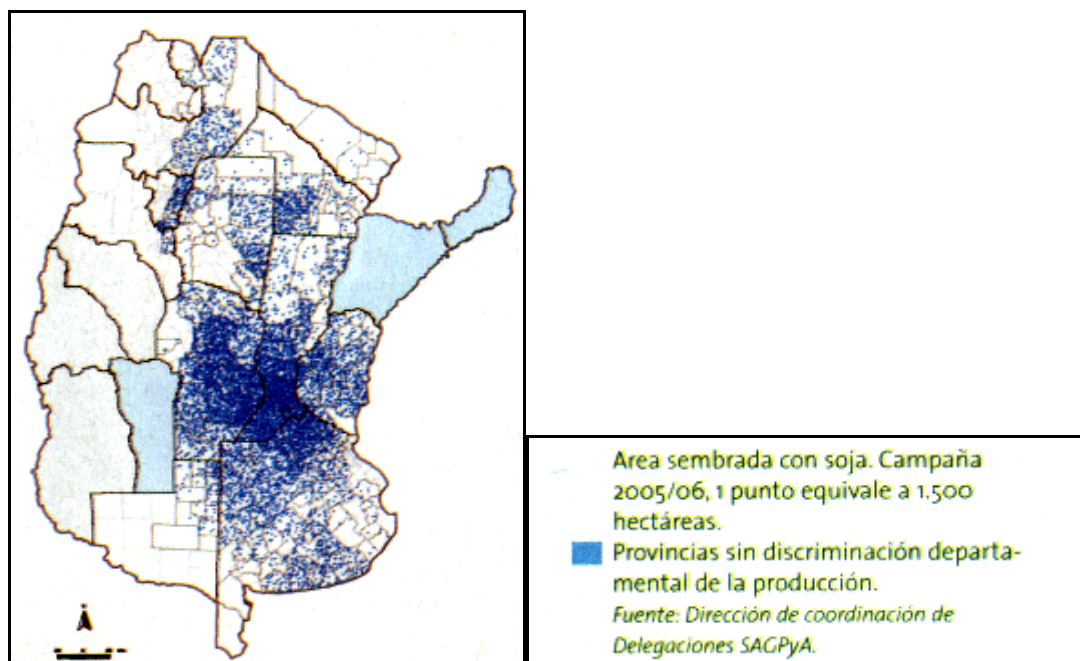 Area sembrada con soja. Campaña
2005/06, 1 punto equivale a 1.500
hectáreas.
Provincias sin discriminación departa-
mental de la producción.
Fuente: Dirección de coordinación de
Delegaciones SAGPyA.